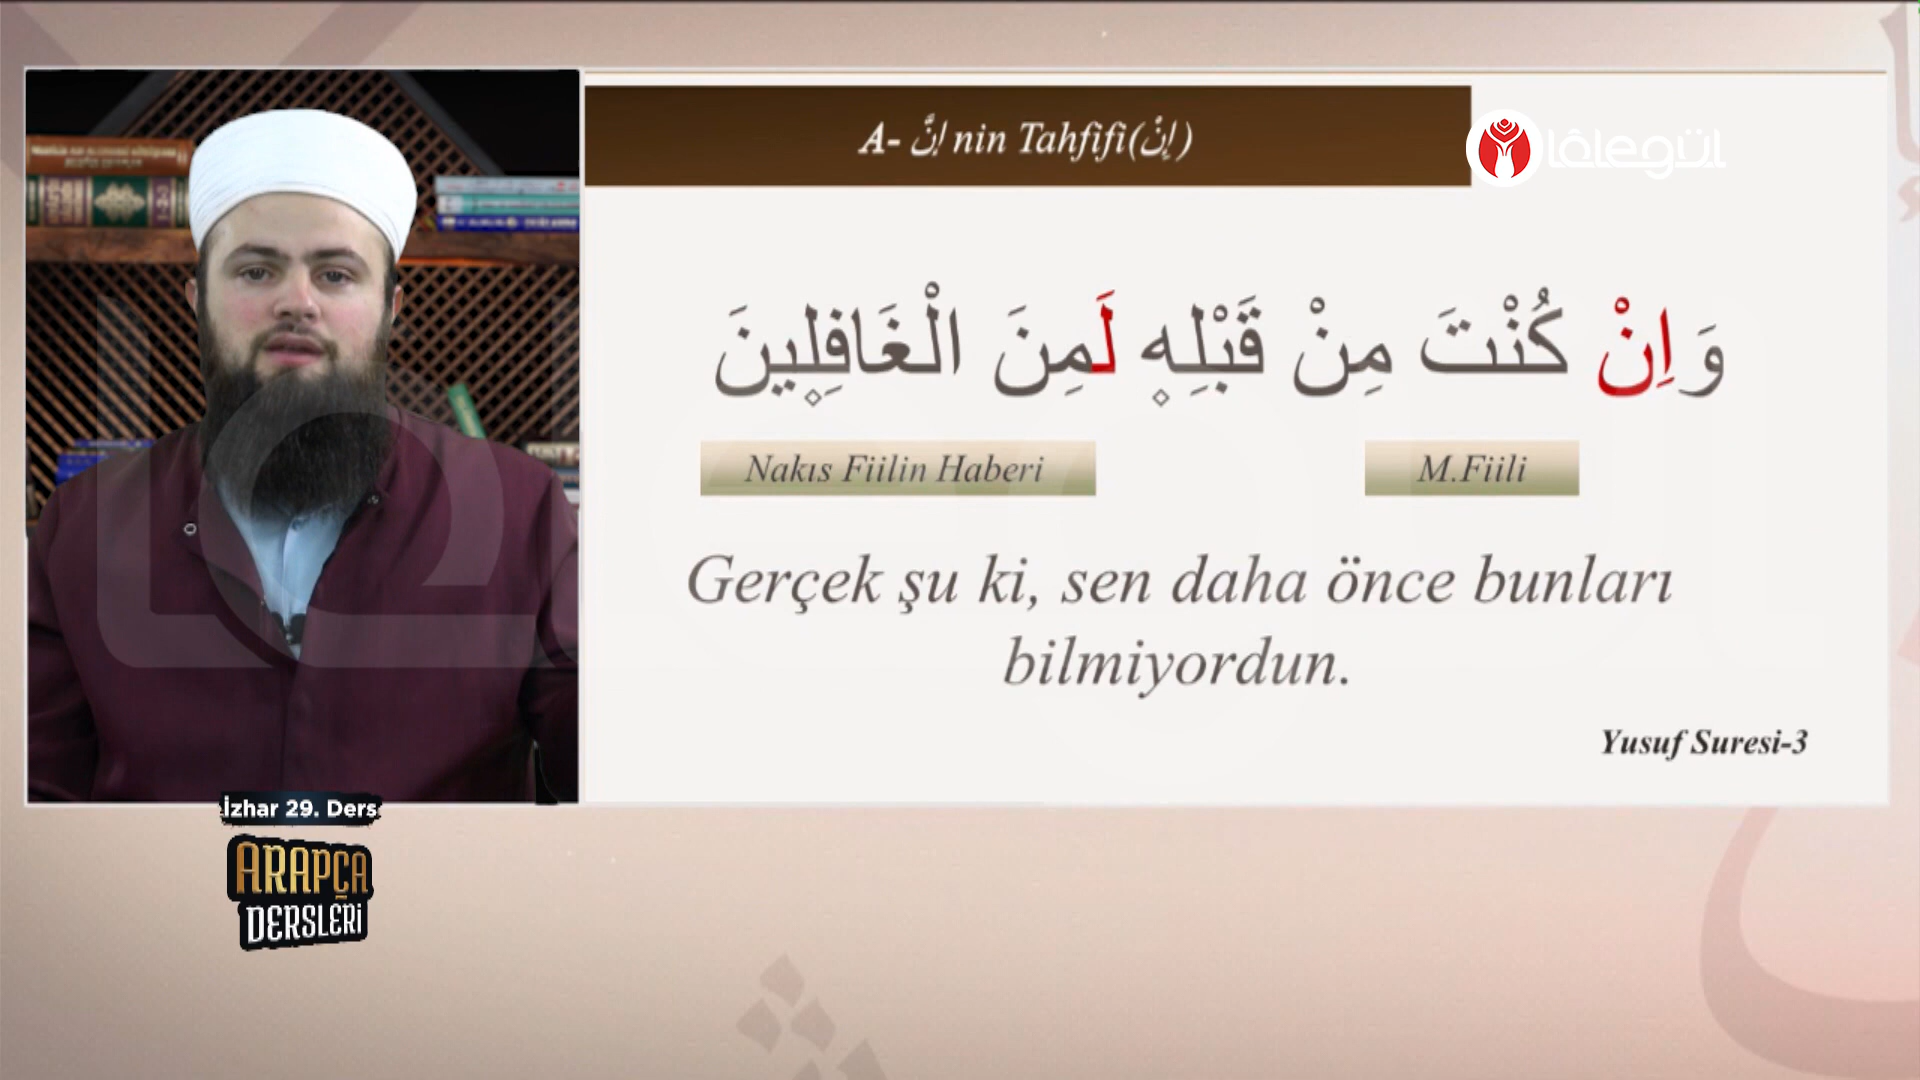 A- إنَّ nin Tahfifi(إِنْ)
lâlegül
وَاِنْ كُنْتَ مِنْ قَبْلِهٖ لَمِنَ الْغَافِلٖينَ
Nakıs Fiilin Haberi
M.Fiili
Gerçek şu ki, sen daha önce bunları
bilmiyordun.
Yusuf Suresi-3
İzhar 29. Ders
ARAPÇA
DERSLERİ